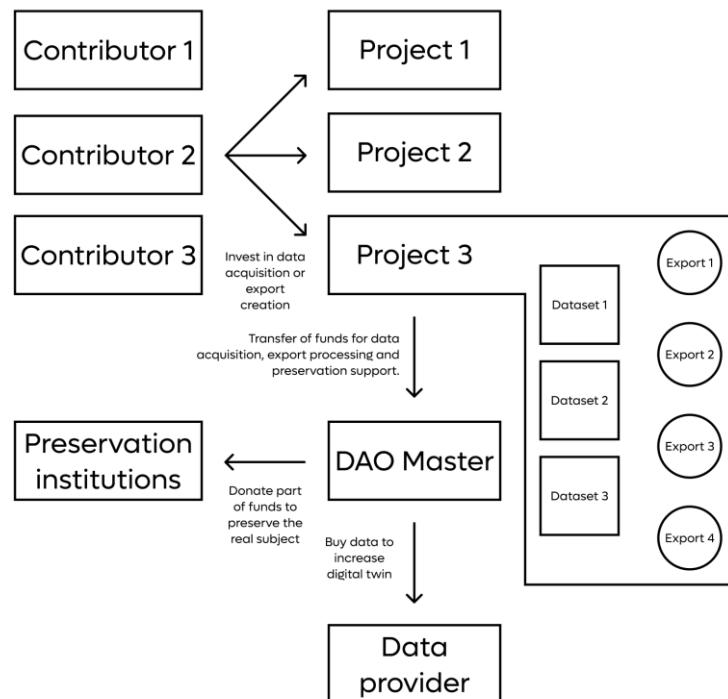 Contributor 1
Project 1
Contributor 2
Project 2
Contributor 3
Project 3
Invest in data
acquisition or
export
creation
Export 1
Dataset 1
Export 2
Dataset 2
Export 3
Dataset 3
Export 4
Transfer of funds for data
acquisition, export processing and
preservation support.
Preservation
institutions
DAO Master
Donate part
of funds to
preserve the
real subject
Buy data to
increase
digital twin
Data
provider